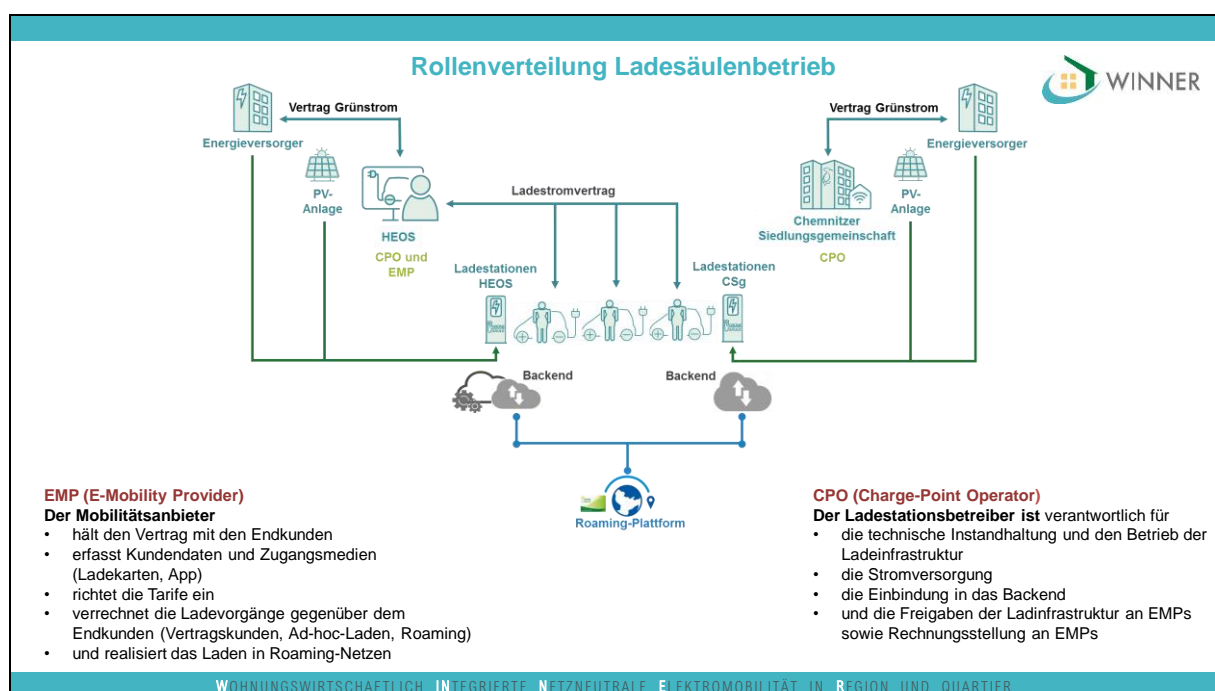 Rollenverteilung Ladesäulenbetrieb
WINNER
Vertrag Grünstrom
Vertrag Grünstrom
Energieversorger
Energieversorger
PV-
Anlage
PV-
Anlage
Ladestromvertrag
HEOS
CPO und
EMP
Chemnitzer
Siedlungsgemeinschaft
CPO
Ladestationen
HEOS
Ladestationen
CSg
Backend
Backend
Roaming-Plattform
EMP (E-Mobility Provider)
Der Mobilitätsanbieter
• hält den Vertrag mit den Endkunden
• erfasst Kundendaten und Zugangsmedien
(Ladekarten, App)
• richtet die Tarife ein
• verrechnet die Ladevorgänge gegenüber dem
Endkunden (Vertragskunden, Ad-hoc-Laden, Roaming)
• und realisiert das Laden in Roaming-Netzen
CPO (Charge-Point Operator)
Der Ladestationsbetreiber ist verantwortlich für
• die technische Instandhaltung und den Betrieb der
Ladeinfrastruktur
• die Stromversorgung
• die Einbindung in das Backend
• und die Freigaben der Ladinfrastruktur an EMPs
sowie Rechnungsstellung an EMPs
WOHNUNGSWIRTSCHAFTLICH INTEGRIERTE NETZNEUTRALE ELEKTROMOBILITÄT IN REGION UND QUARTIER